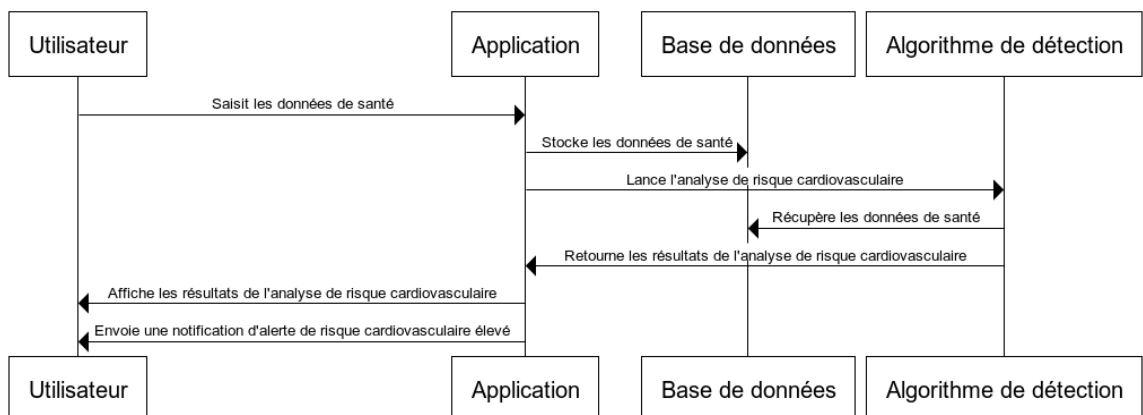 Utilisateur
Application
Base de données
Algorithme de détection
Saisit les données de santé
Stocke les données de santé
Lance l'analyse de risque cardiovasculaire
Récupère les données de santé
Retourne les résultats de l'analyse de risque cardiovasculaire
Affiche les résultats de l'analyse de risque cardiovasculaire
Envoie une notification d'alerte de risque cardiovasculaire élevé
Utilisateur
Application
Base de données
Algorithme de détection